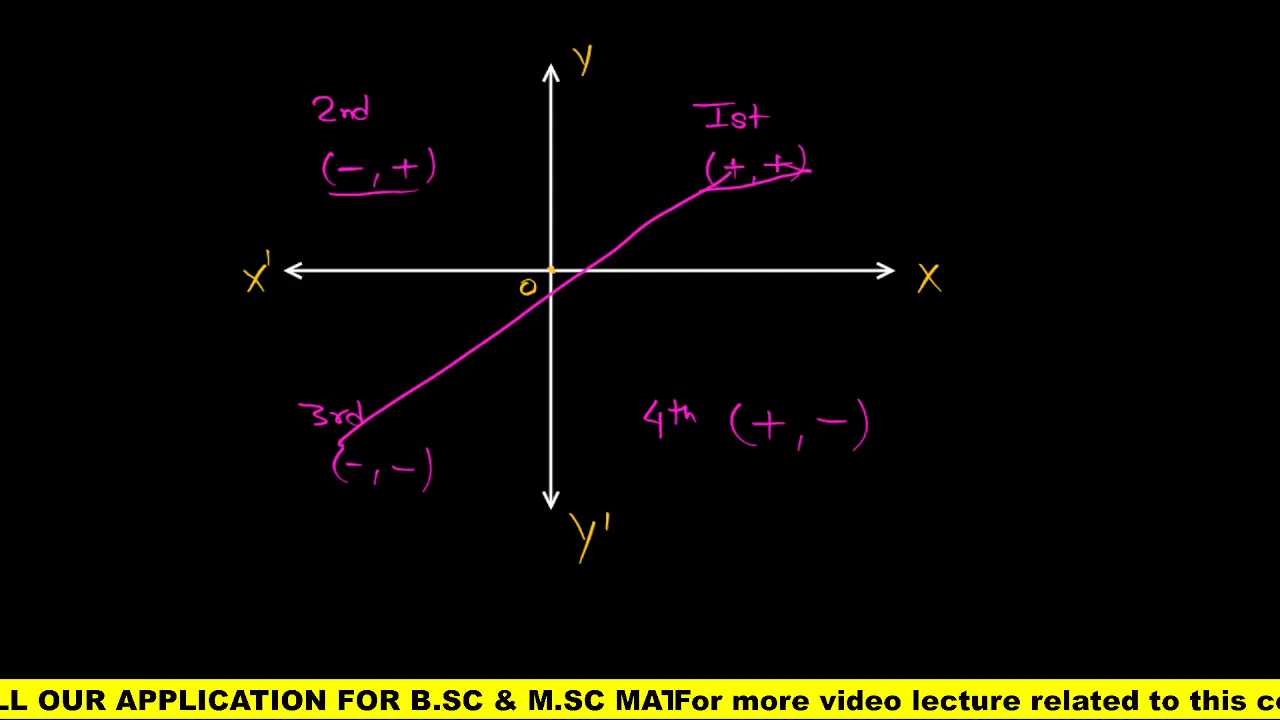 Y
2nd
(-, +)
Ist
(+, +)
X'
O
X
3rd
(-, -)
4th (+, -)
Y'
LL OUR APPLICATION FOR B.SC & M.SC MATFor more video lecture related to this co